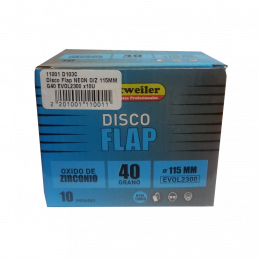 11001 D103C
Disco Flap NEON O/Z 115MM
G40 EVOL2300 x10U
2 201001 110011
tweiler
Profesionales
DISCO
FLAP
OXIDO DE
ZIRCONIO
40
GRANO
ø 115 MM
EVOL2300
10